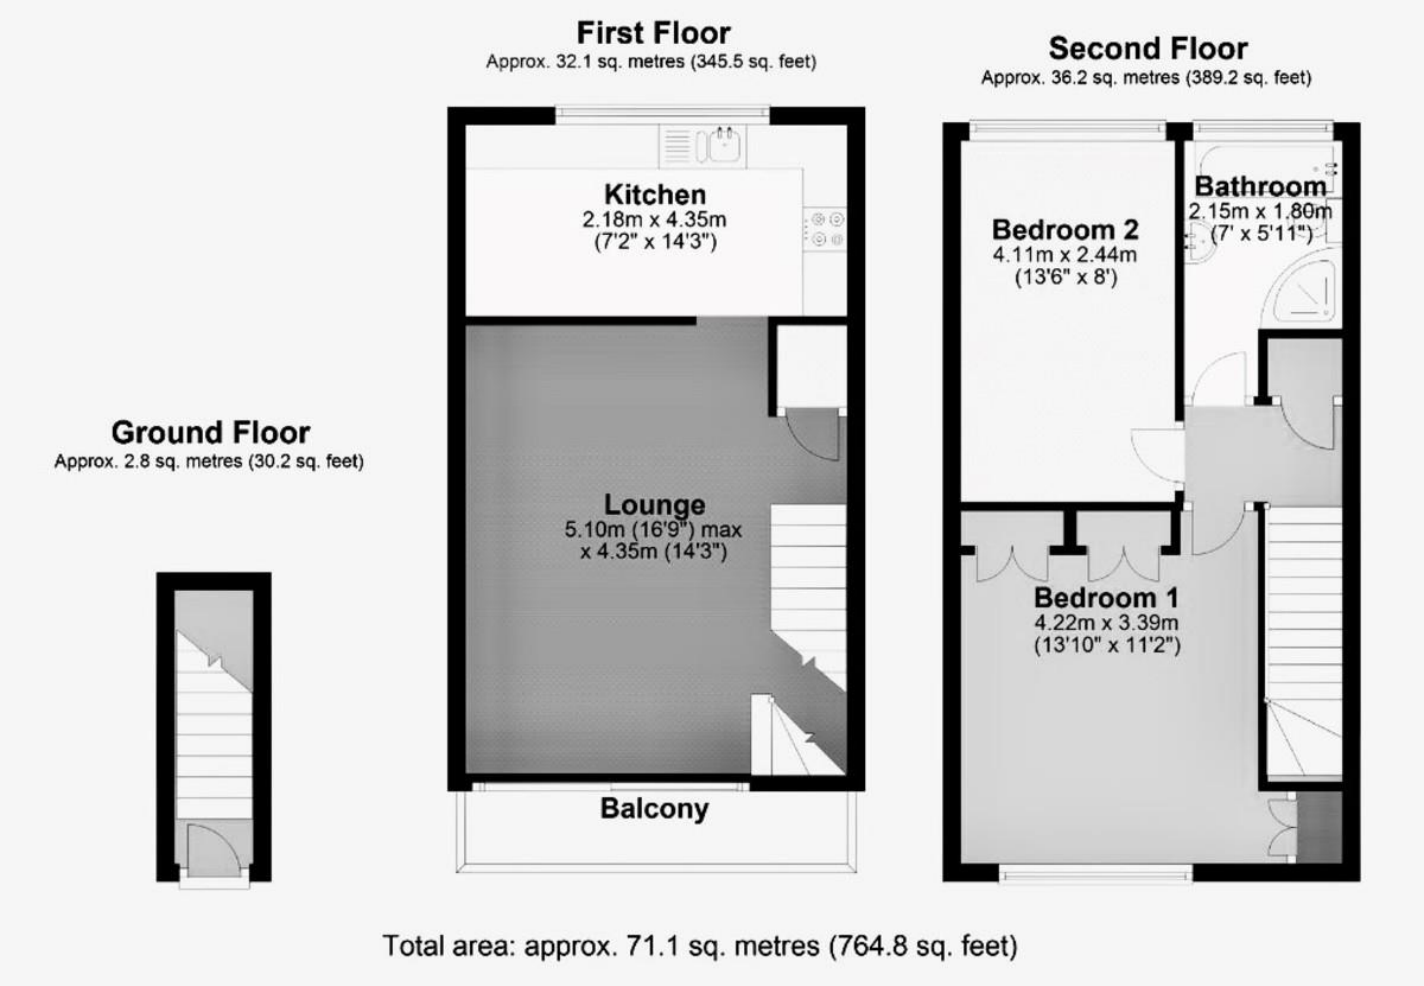 First Floor
Approx. 32.1 sq. metres (345.5 sq. feet)
Second Floor
Approx. 36.2 sq. metres (389.2 sq. feet)
Kitchen
2.18m x 4.35m
(7'2" x 14'3")
Bathroom
2.15m x 1.80m
(7' x 5'11")
Bedroom 2
4.11m x 2.44m
(13'6" x 8')
Ground Floor
Approx. 2.8 sq. metres (30.2 sq. feet)
Lounge
5.10m (16'9") max
x 4.35m (14'3")
Bedroom 1
4.22m x 3.39m
(13'10" x 11'2")
Balcony
Total area: approx. 71.1 sq. metres (764.8 sq. feet)